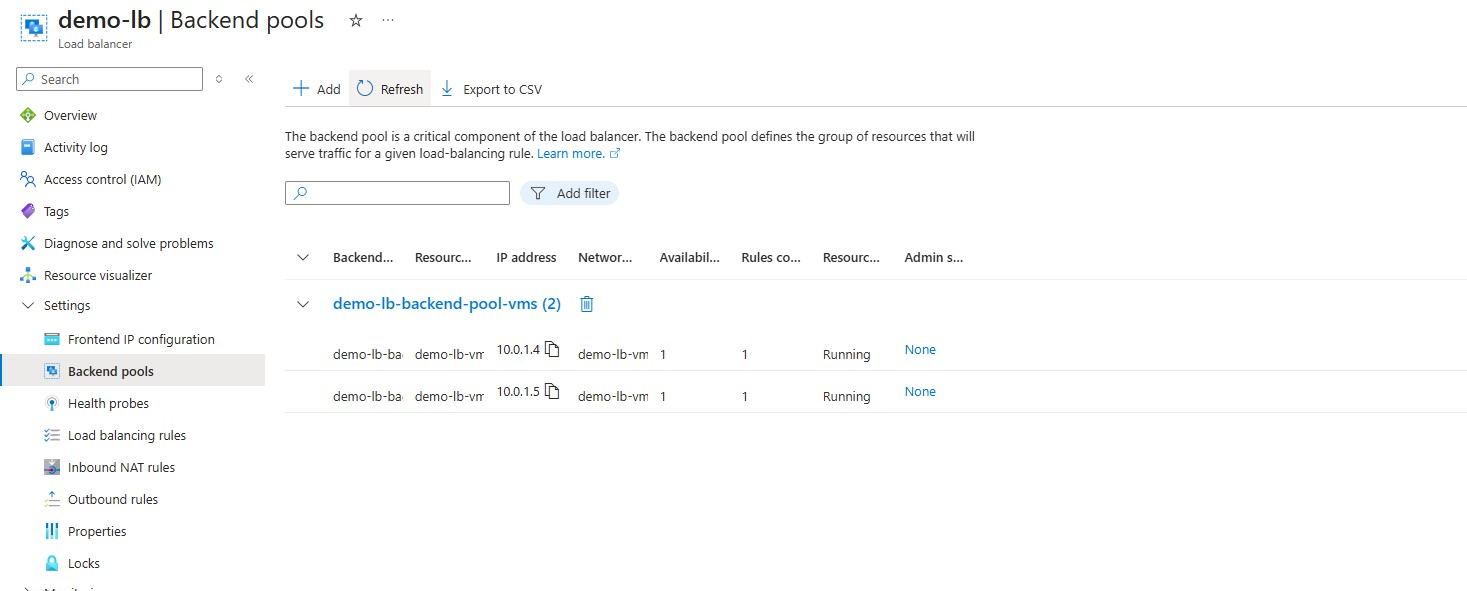 demo-lb | Backend pools
Load balancer
Search
Overview
Activity log
Access control (IAM)
Tags
Diagnose and solve problems
Resource visualizer
Settings
Frontend IP configuration
Backend pools
Health probes
Load balancing rules
Inbound NAT rules
Outbound rules
Properties
Locks
Add Refresh Export to CSV
The backend pool is a critical component of the load balancer. The backend pool defines the group of resources that will
serve traffic for a given load-balancing rule. Learn more.
Add filter
Backend... Resourc... IP address Networ... Availabil... Rules co... Resourc... Admin s...
demo-lb-backend-pool-vms (2)
demo-lb-ba demo-lb-vm 10.0.1.4 demo-lb-vm 1 1 Running None
demo-lb-ba demo-lb-vm 10.0.1.5 demo-lb-vm 1 1 Running None